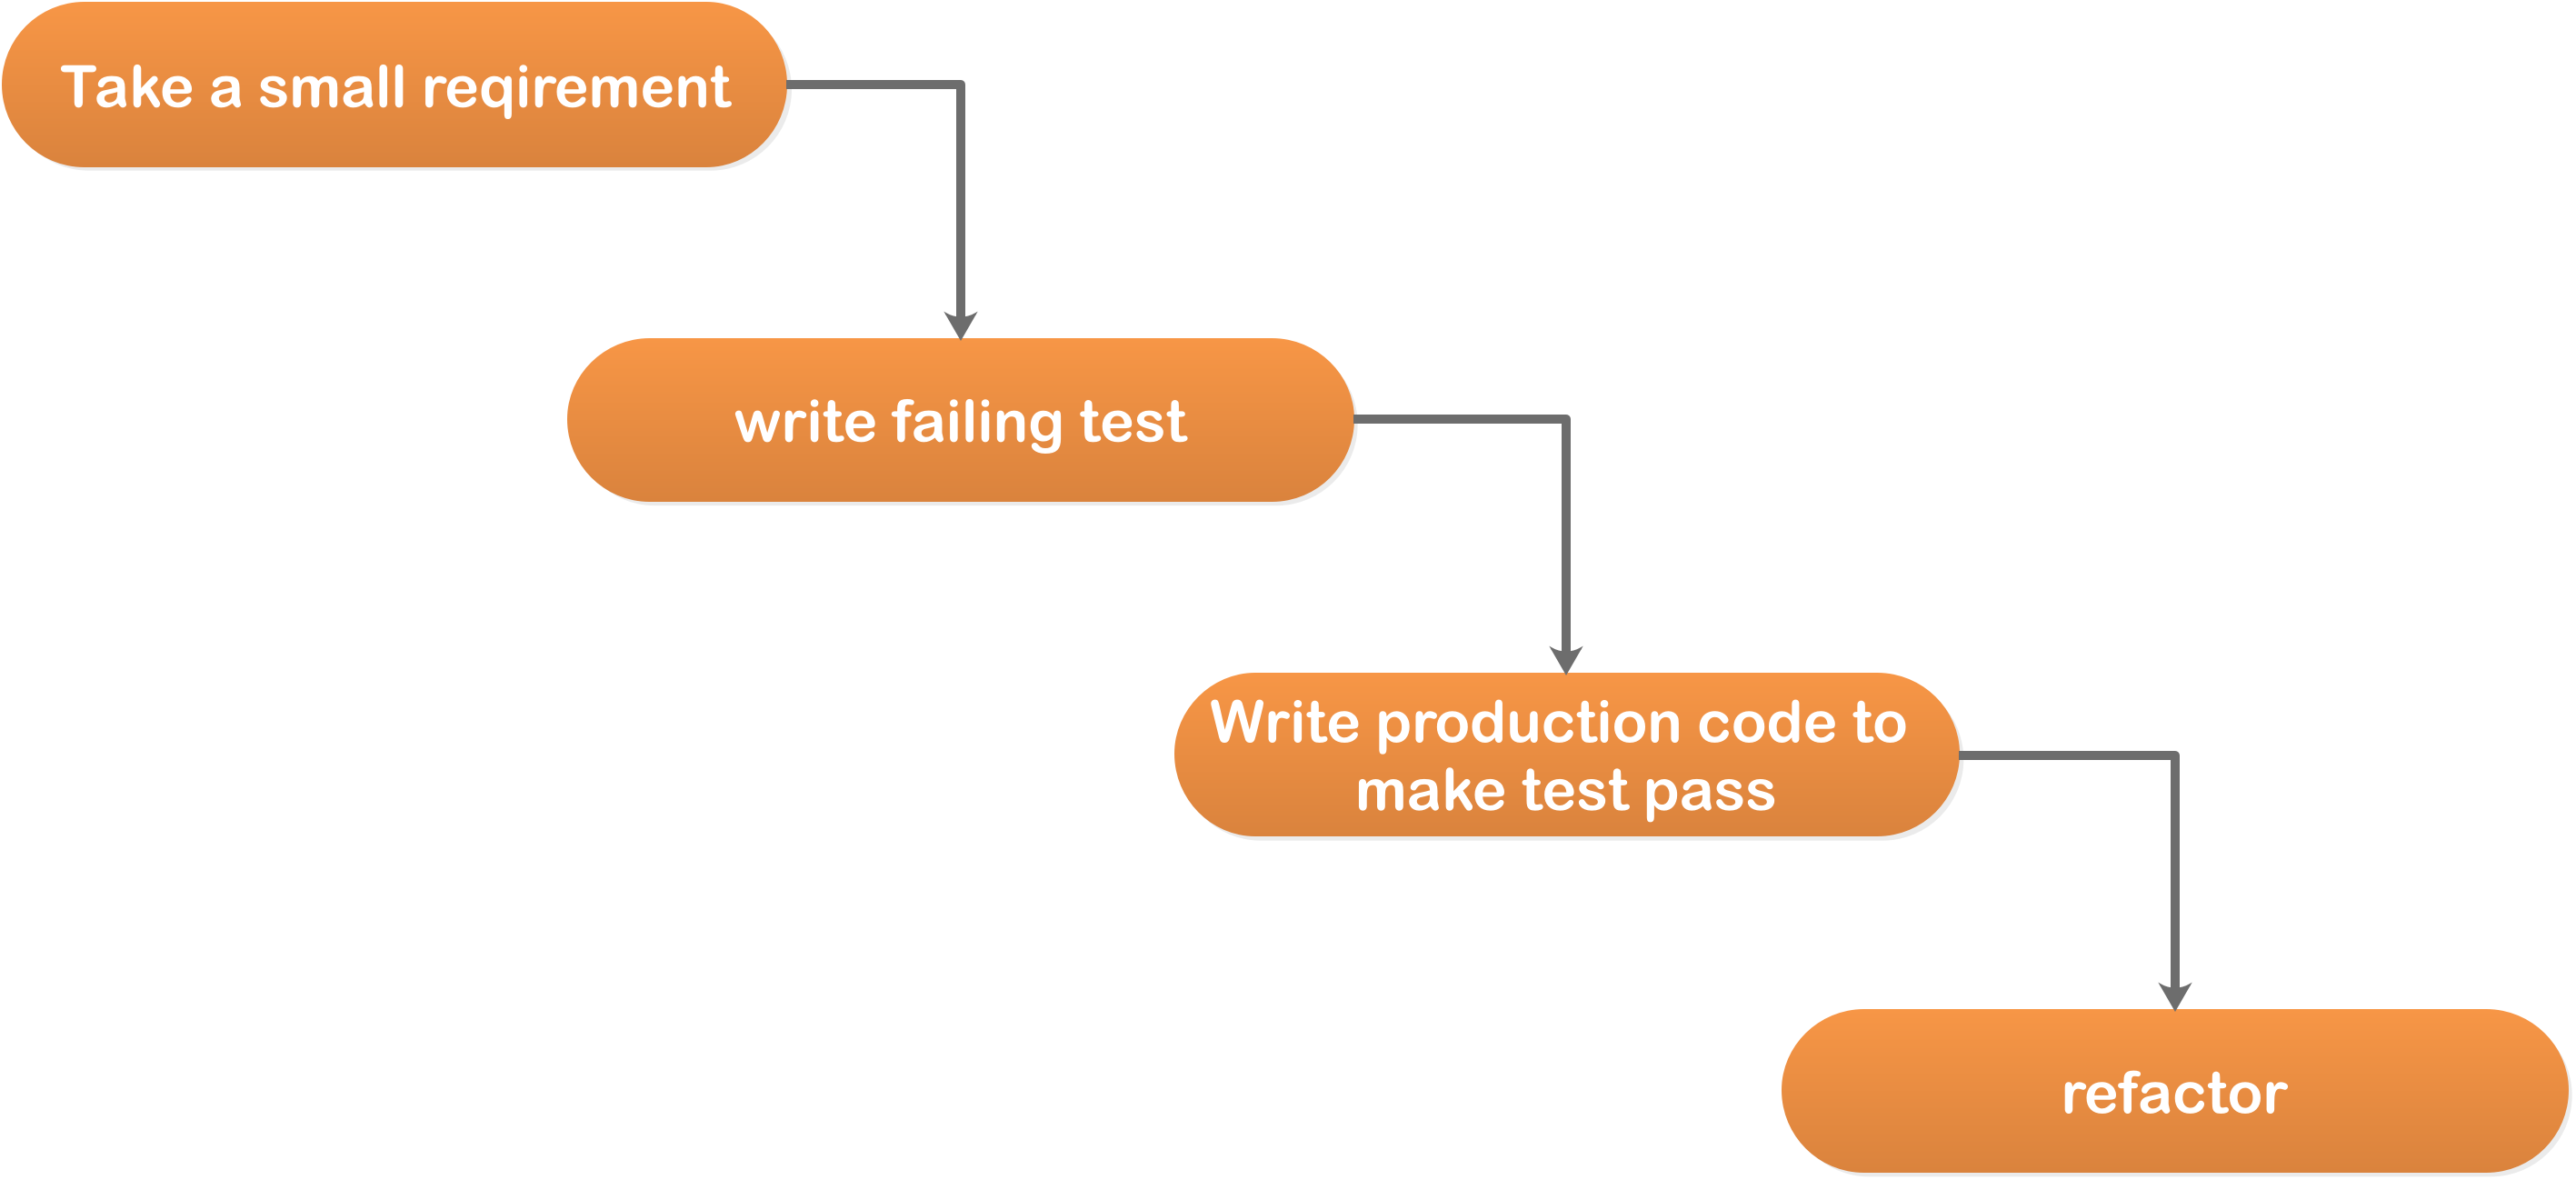 Take a small reqirement
write failing test
Write production code to
make test pass
refactor